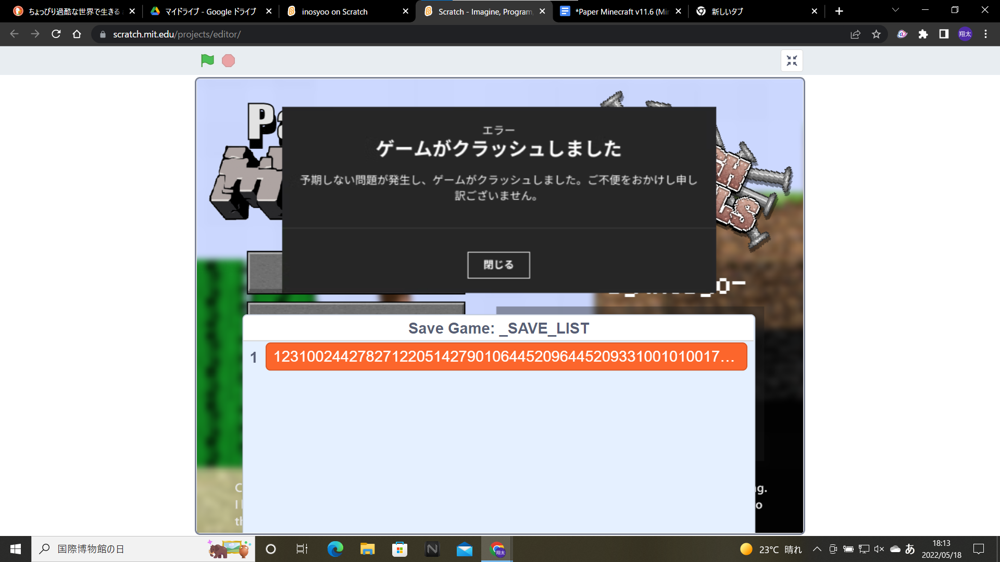 ちょっぴり過酷な世界で生きる
マイドライブ - Google ドライブ
inosyoo on Scratch
Scratch - Imagine, Program,
*Paper Minecraft v11.6 (Mir
新しいタブ
scratch.mit.edu/projects/editor/
翔太
Pa
エラー
ゲームがクラッシュしました
予期しない問題が発生し、ゲームがクラッシュしました。ご不便をおかけし申し
訳ございません。
閉じる
Save Game: _SAVE_LIST
1
12310024427827122051427901064452096445209331001010017…
C
ng.
I
o
th
国際博物館の日
23°C 晴れ
あ
18:13
2022/05/18